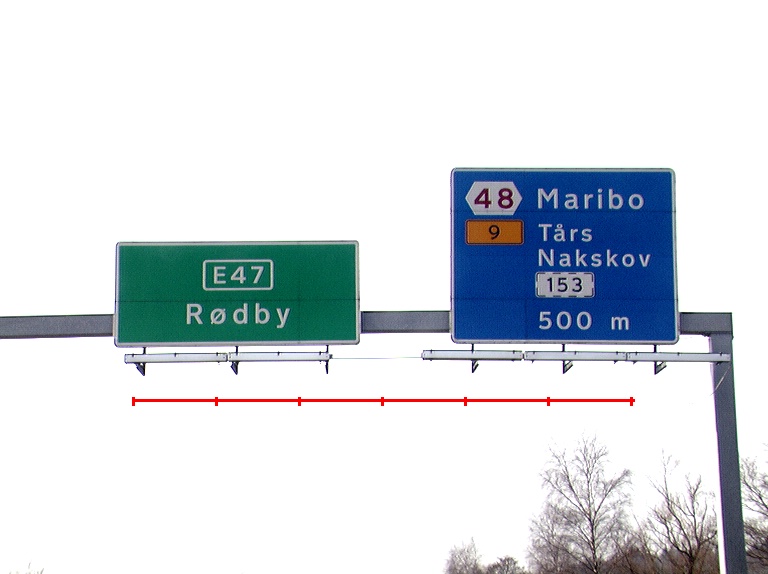 E47
Rødby
48 Maribo
9 Tårs
Nakskov
153
500 m